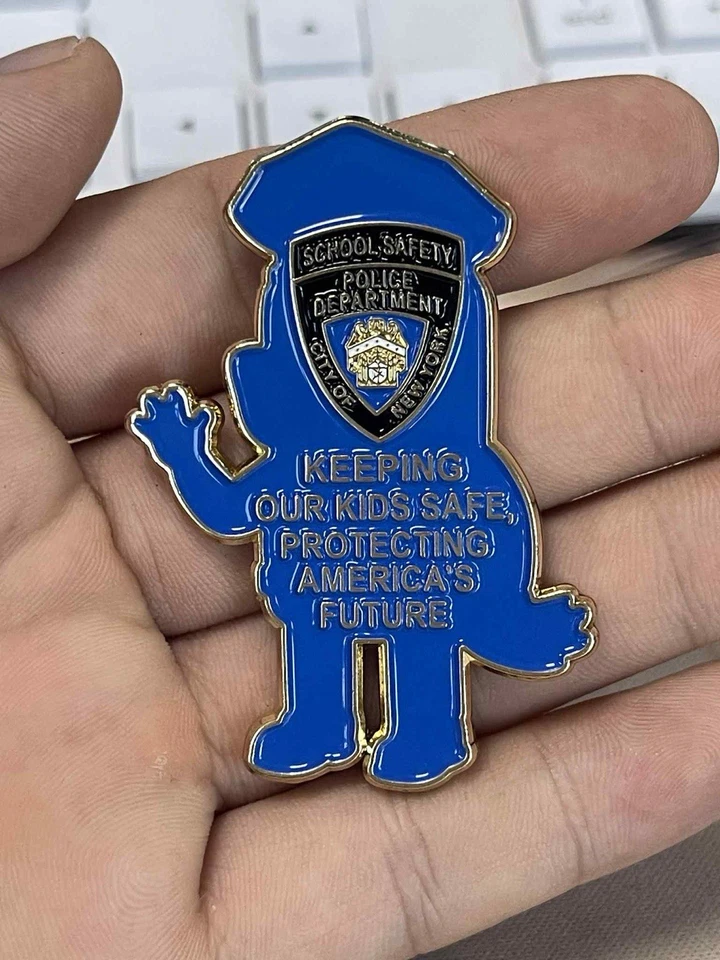 SCHOOL SAFETY
POLICE
DEPARTMENT
CITY OF
NEW YORK
KEEPING
OUR KIDS SAFE,
PROTECTING
AMERICA'S
FUTURE